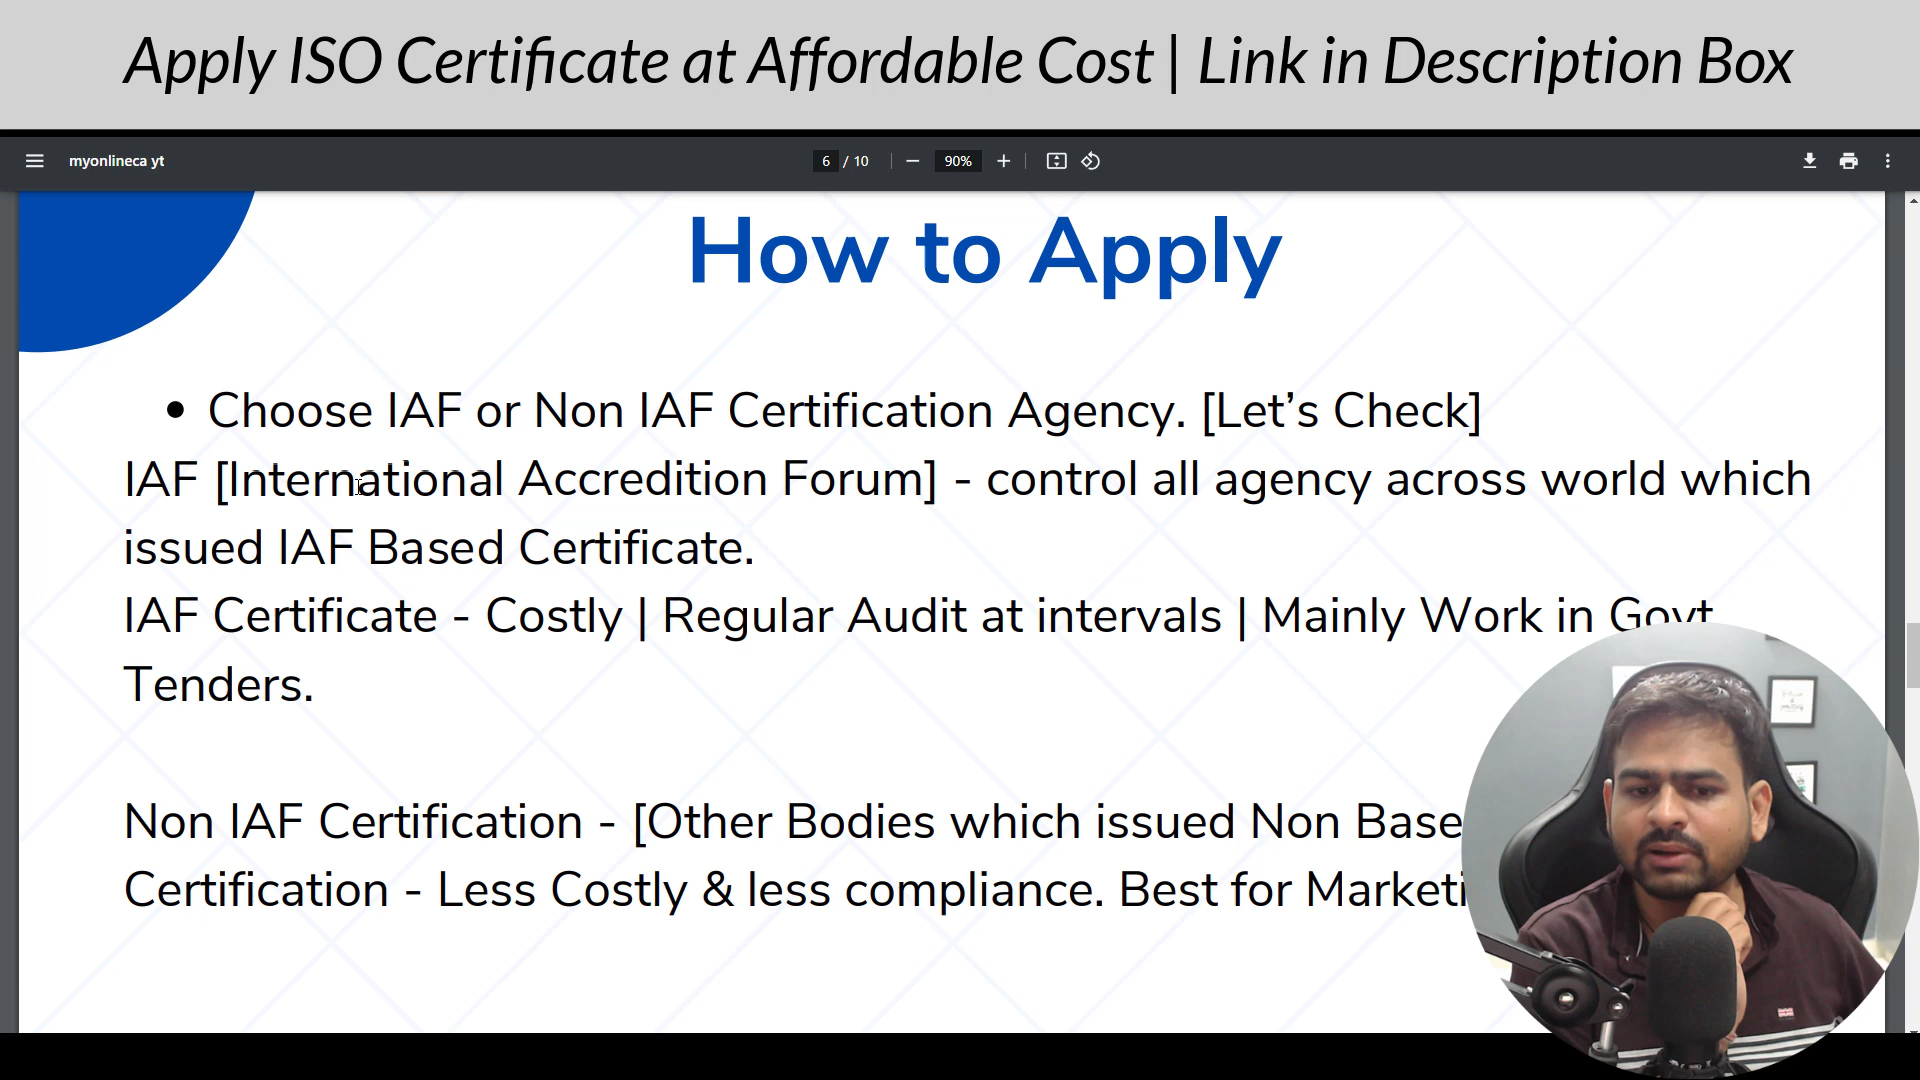 Apply ISO Certificate at Affordable Cost | Link in Description Box
myonlineca yt
6 / 10
90%
How to Apply
• Choose IAF or Non IAF Certification Agency. [Let's Check]
IAF [International Accredition Forum] - control all agency across world which
issued IAF Based Certificate.
IAF Certificate - Costly | Regular Audit at intervals | Mainly Work in Govt
Tenders.
Non IAF Certification - [Other Bodies which issued Non
Certification - Less Costly & less compliance. Best for